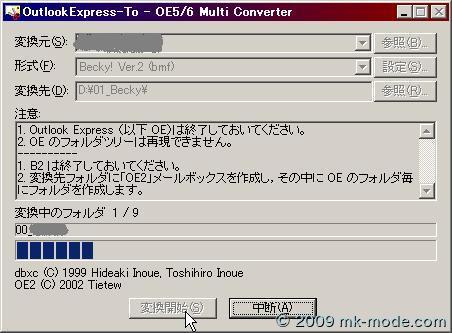 OutlookExpress-To - OE5/6 Multi Converter
変換元(S):
参照(B)...
形式(F):
Becky! Ver.2 (bmf)
設定(S)...
変換先(D):
D:¥01_Becky¥
参照(R)...
注意:
1. Outlook Express (以下 OE)は終了しておいてください。
2. OE のフォルダツリーは再現できません。
----------
1. B2 は終了しておいてください。
2. 変換先フォルダに「OE2」メールボックスを作成し、その中に OE のフォルダ毎
にフォルダを作成します。
変換中のフォルダ 1 / 9
00_
dbxc (C) 1999 Hideaki Inoue, Toshihiro Inoue
OE2 (C) 2002 Tietew
変換開始(S)
中断(A)
© 2009 mk-mode.com